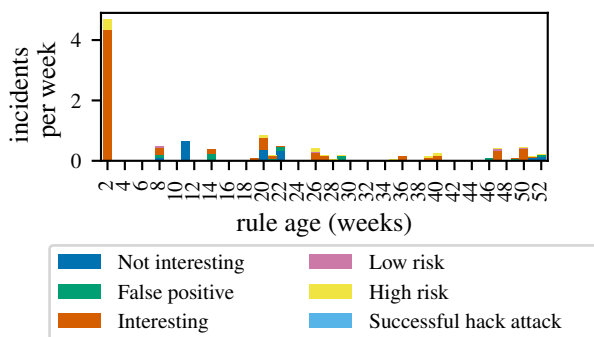 incidents
per week
4
2
0
2 4 6 8 10 12 14 16 18 20 22 24 26 28 30 32 34 36 38 40 42 44 46 48 50 52
rule age (weeks)
Not interesting
False positive
Interesting
Low risk
High risk
Successful hack attack